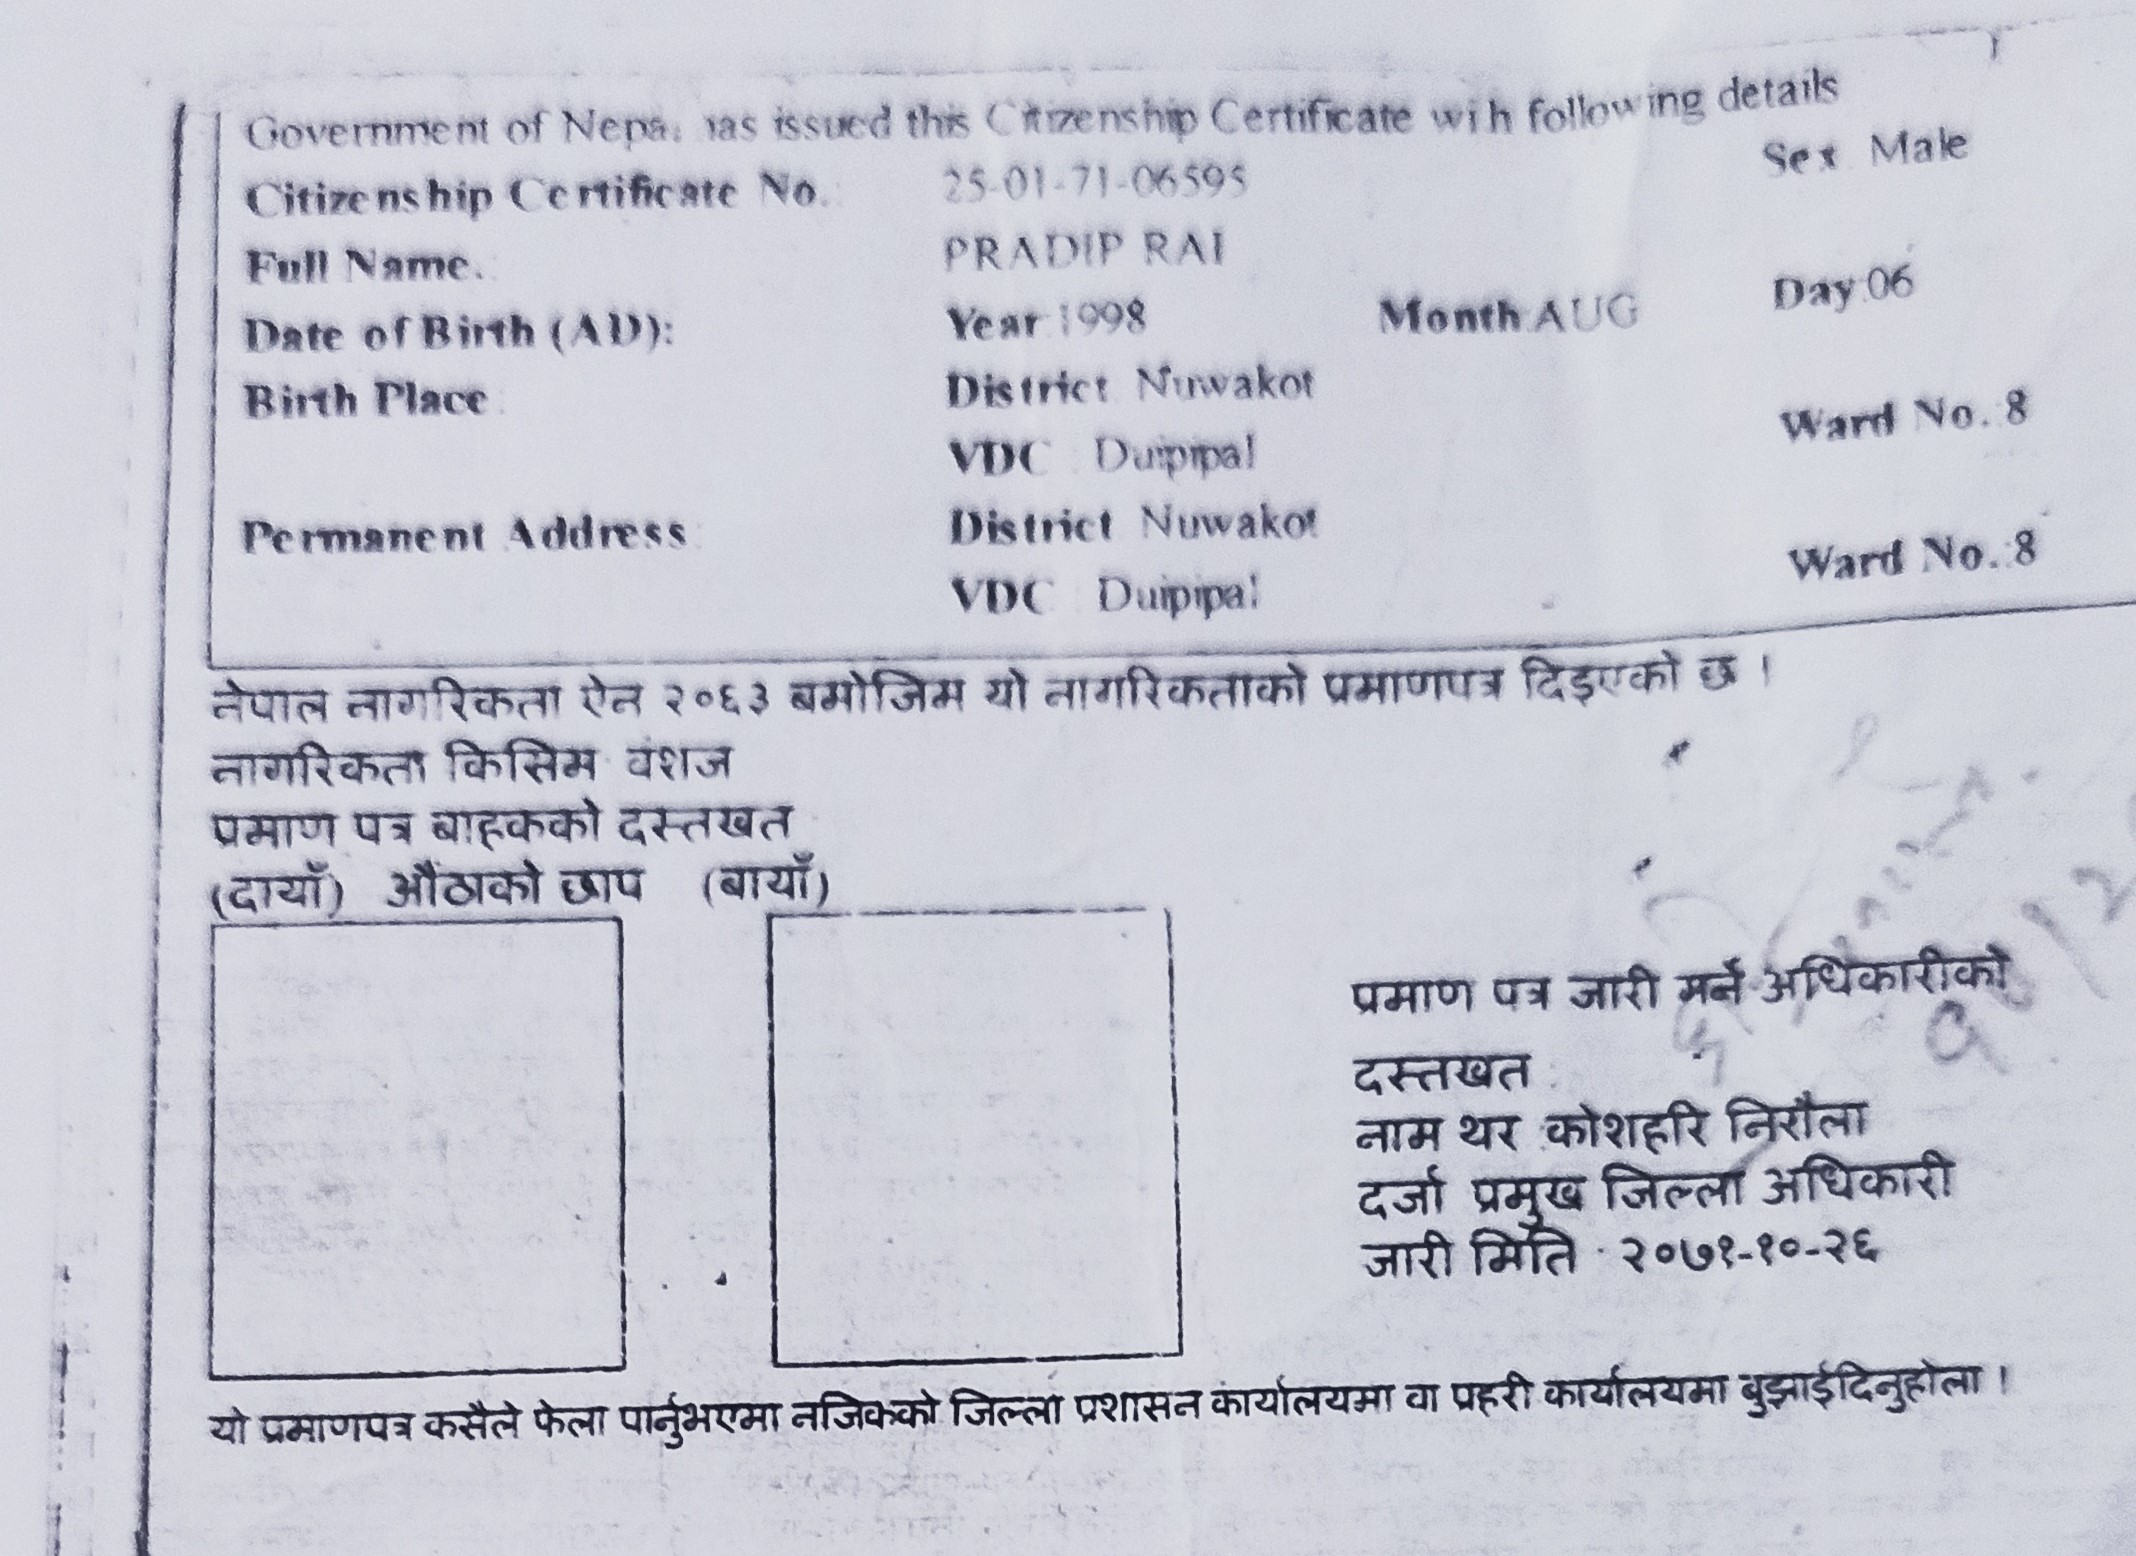 Government of Nepal has issued this Citizenship Certificate with following details
Citizenship Certificate No.: 25-01-71-06595 Sex Male
Full Name. PRADIP RAI
Date of Birth (AD): Year 1998 Month AUG Day 06
Birth Place District Nuwakot
VDC Duipipal Ward No. 8
Permanent Address District Nuwakot
VDC Duipipal Ward No. 8
नेपाल नागरिकता ऐन २०६३ बमोजिम यो नागरिकताको प्रमाणपत्र दिइएको छ ।
नागरिकता किसिम वंशज
प्रमाण पत्र बाहकको दस्तखत
(दायाँ) औंठाको छाप (बायाँ)
प्रमाण पत्र जारी गर्ने अधिकारीको
दस्तखत
नाम थर कोशहरि निरौला
दर्जा प्रमुख जिल्ला अधिकारी
जारी मिति २०७१-१०-२६
यो प्रमाणपत्र कसैले फेला पार्नुभएमा नजिकको जिल्ला प्रशासन कार्यालयमा वा प्रहरी कार्यालयमा बुझाईदिनुहोला ।